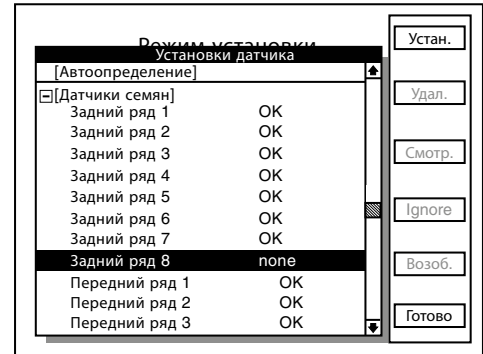 Режим установки
Установки датчика
[Автоопределение]
[Датчики семян]
Задний ряд 1 OK
Задний ряд 2 OK
Задний ряд 3 OK
Задний ряд 4 OK
Задний ряд 5 OK
Задний ряд 6 OK
Задний ряд 7 OK
Задний ряд 8 none
Передний ряд 1 OK
Передний ряд 2 OK
Передний ряд 3 OK
Устан.
Удал.
Смотр.
Ignore
Возоб.
Готово